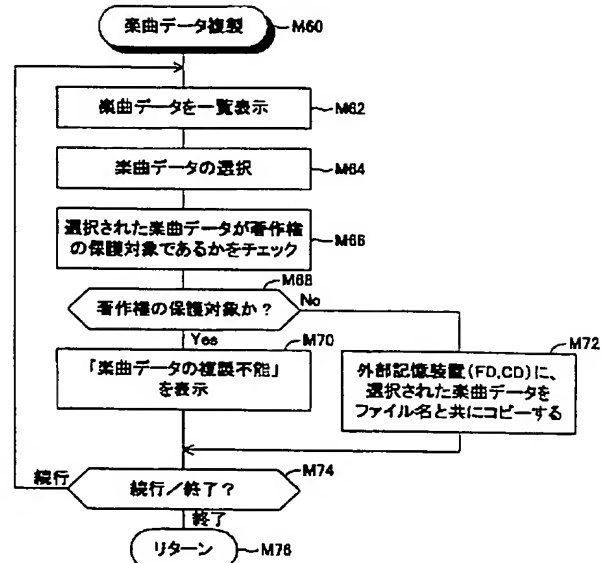 楽曲データ複製
M60
楽曲データを一覧表示
M62
楽曲データの選択
M64
選択された楽曲データが著作権
の保護対象であるかをチェック
M66
M68
著作権の保護対象か?
No
Yes
M70
「楽曲データの複製不能」
を表示
M72
外部記憶装置(FD,CD)に、
選択された楽曲データを
ファイル名と共にコピーする
M74
続行
続行/終了?
終了
リターン
M76